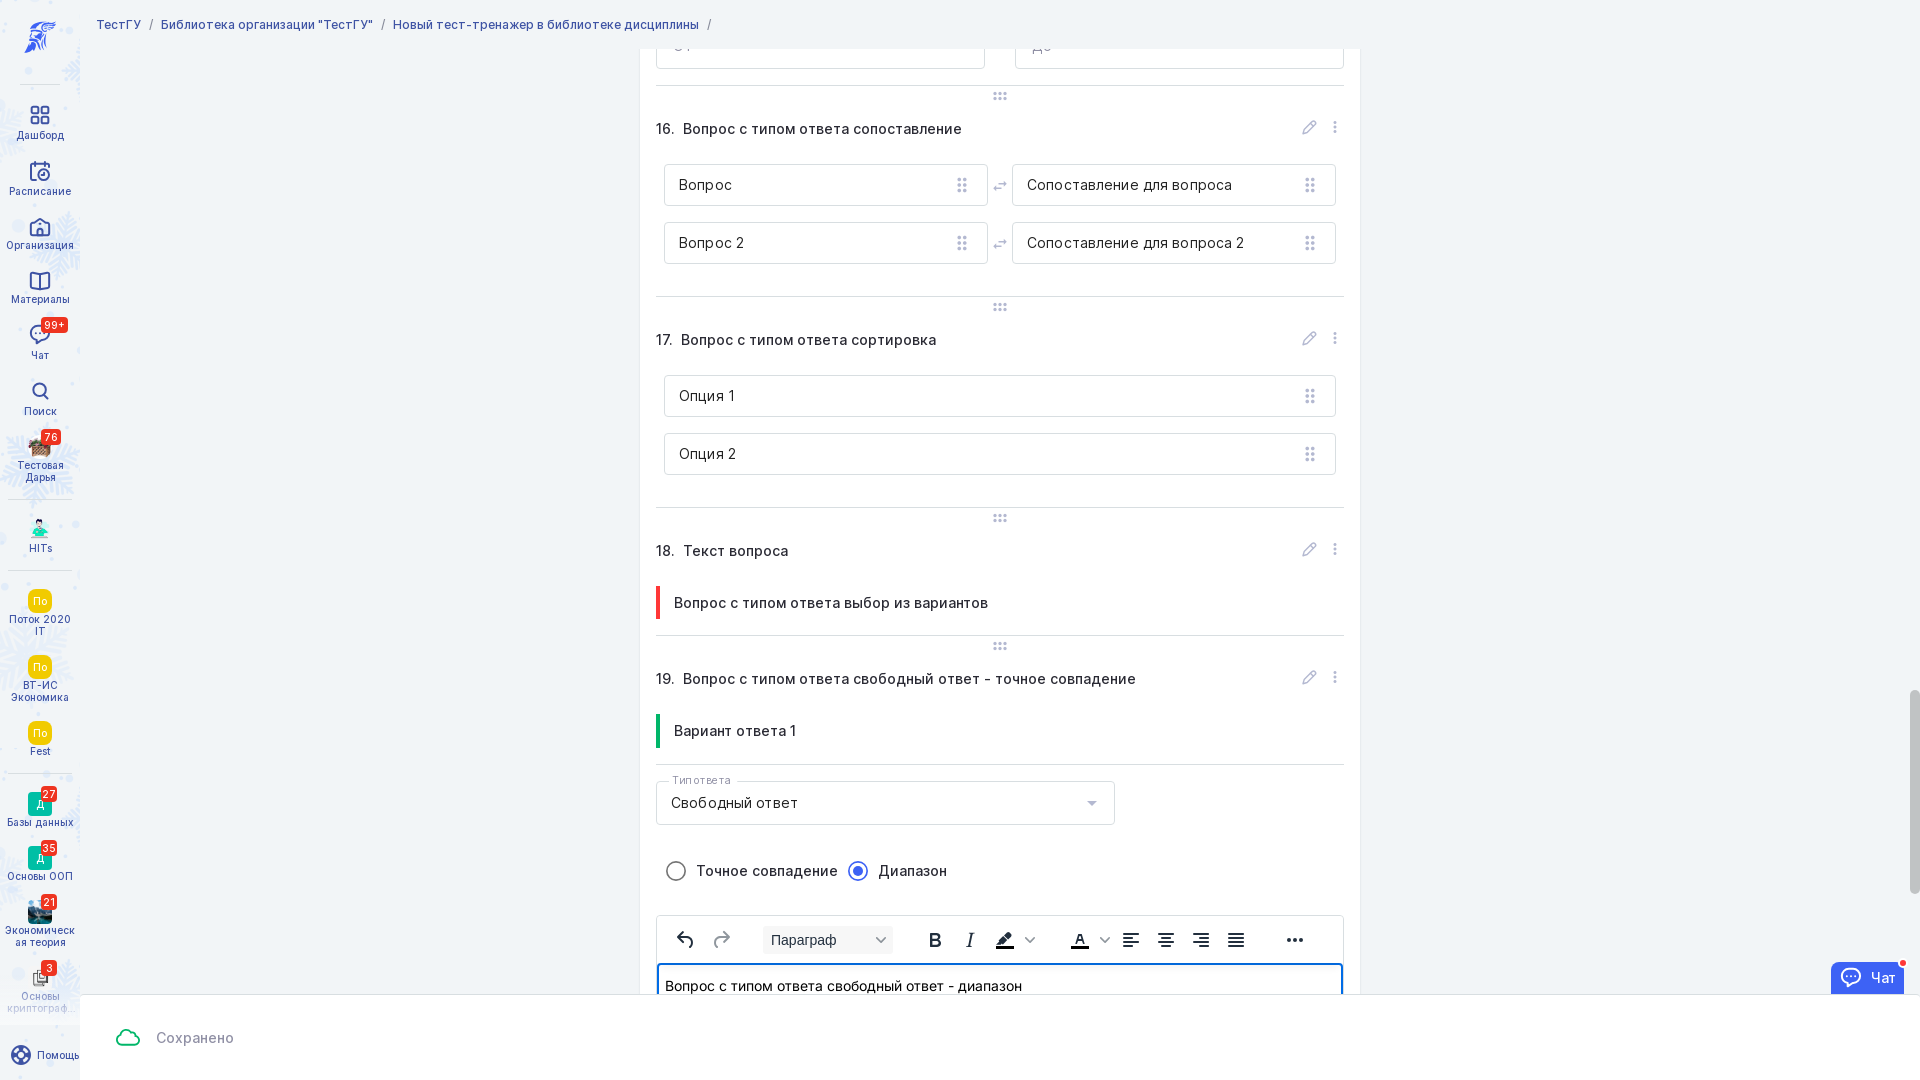 ТестГУ / Библиотека организации "ТестГУ" / Новый тест-тренажер в библиотеке дисциплины /
Дашборд
Расписание
Организация
Материалы
99+
Чат
Поиск
76
Тестовая
Дарья
HITs
По
Поток 2020
IT
По
ВТ-ИС
Экономика
По
Fest
27
Д
Базы данных
35
Д
Основы ООП
21
Экономическ
ая теория
3
Основы
криптограф...
Помощь
16. Вопрос с типом ответа сопоставление
Вопрос
Сопоставление для вопроса
Вопрос 2
Сопоставление для вопроса 2
17. Вопрос с типом ответа сортировка
Опция 1
Опция 2
18. Текст вопроса
Вопрос с типом ответа выбор из вариантов
19. Вопрос с типом ответа свободный ответ - точное совпадение
Вариант ответа 1
Тип ответа
Свободный ответ
Точное совпадение
Диапазон
Параграф
Вопрос с типом ответа свободный ответ - диапазон
Чат
Сохранено